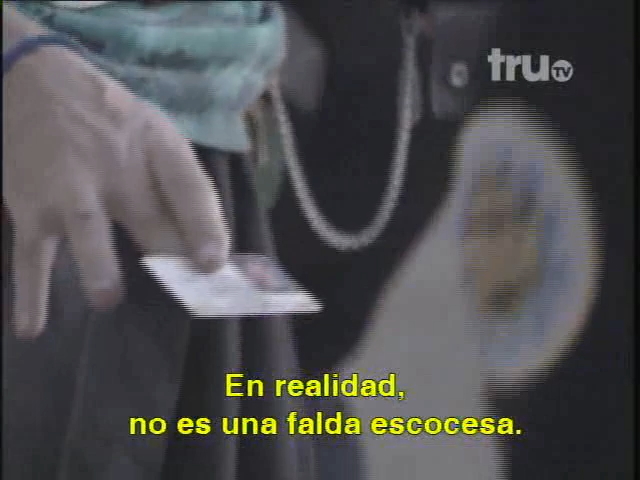 truTV
En realidad,
no es una falda escocesa.